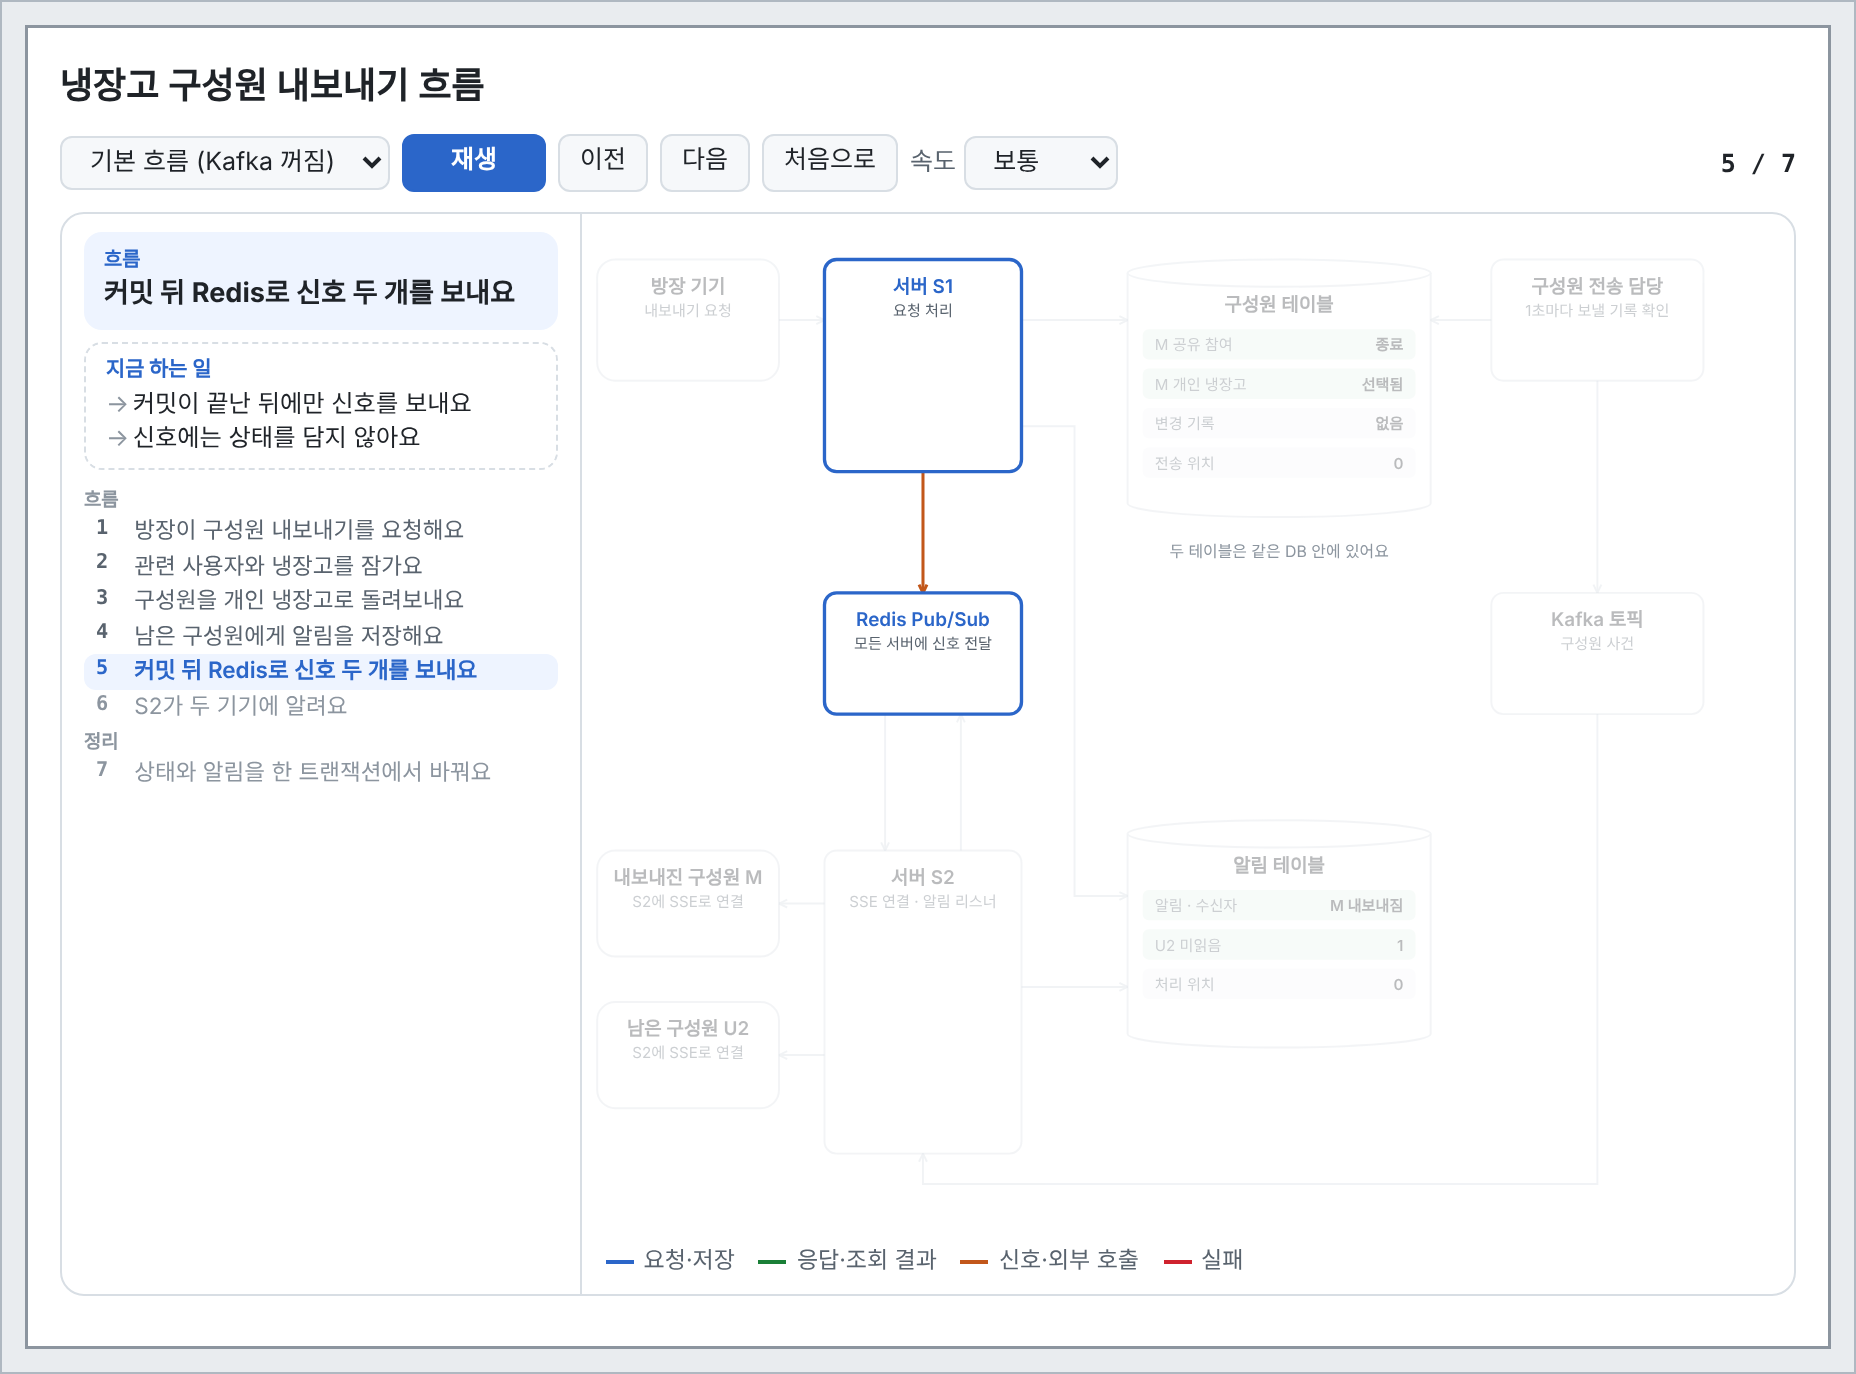 냉장고 구성원 내보내기 흐름
기본 흐름 (Kafka 꺼짐)
재생
이전
다음
처음으로
속도
보통
5 / 7
흐름
커밋 뒤 Redis로 신호 두 개를 보내요
지금 하는 일
→ 커밋이 끝난 뒤에만 신호를 보내요
→ 신호에는 상태를 담지 않아요
흐름
1 방장이 구성원 내보내기를 요청해요
2 관련 사용자와 냉장고를 잠가요
3 구성원을 개인 냉장고로 돌려보내요
4 남은 구성원에게 알림을 저장해요
5 커밋 뒤 Redis로 신호 두 개를 보내요
6 S2가 두 기기에 알려요
정리
7 상태와 알림을 한 트랜잭션에서 바꿔요
방장 기기
내보내기 요청
서버 S1
요청 처리
구성원 테이블
M 공유 참여 종료
M 개인 냉장고 선택됨
변경 기록 없음
전송 위치 0
두 테이블은 같은 DB 안에 있어요
구성원 전송 담당
1초마다 보낼 기록 확인
Redis Pub/Sub
모든 서버에 신호 전달
Kafka 토픽
구성원 사건
내보내진 구성원 M
S2에 SSE로 연결
서버 S2
SSE 연결 · 알림 리스너
알림 테이블
알림 · 수신자 M 내보내짐
U2 미읽음 1
처리 위치 0
남은 구성원 U2
S2에 SSE로 연결
요청·저장
응답·조회 결과
신호·외부 호출
실패